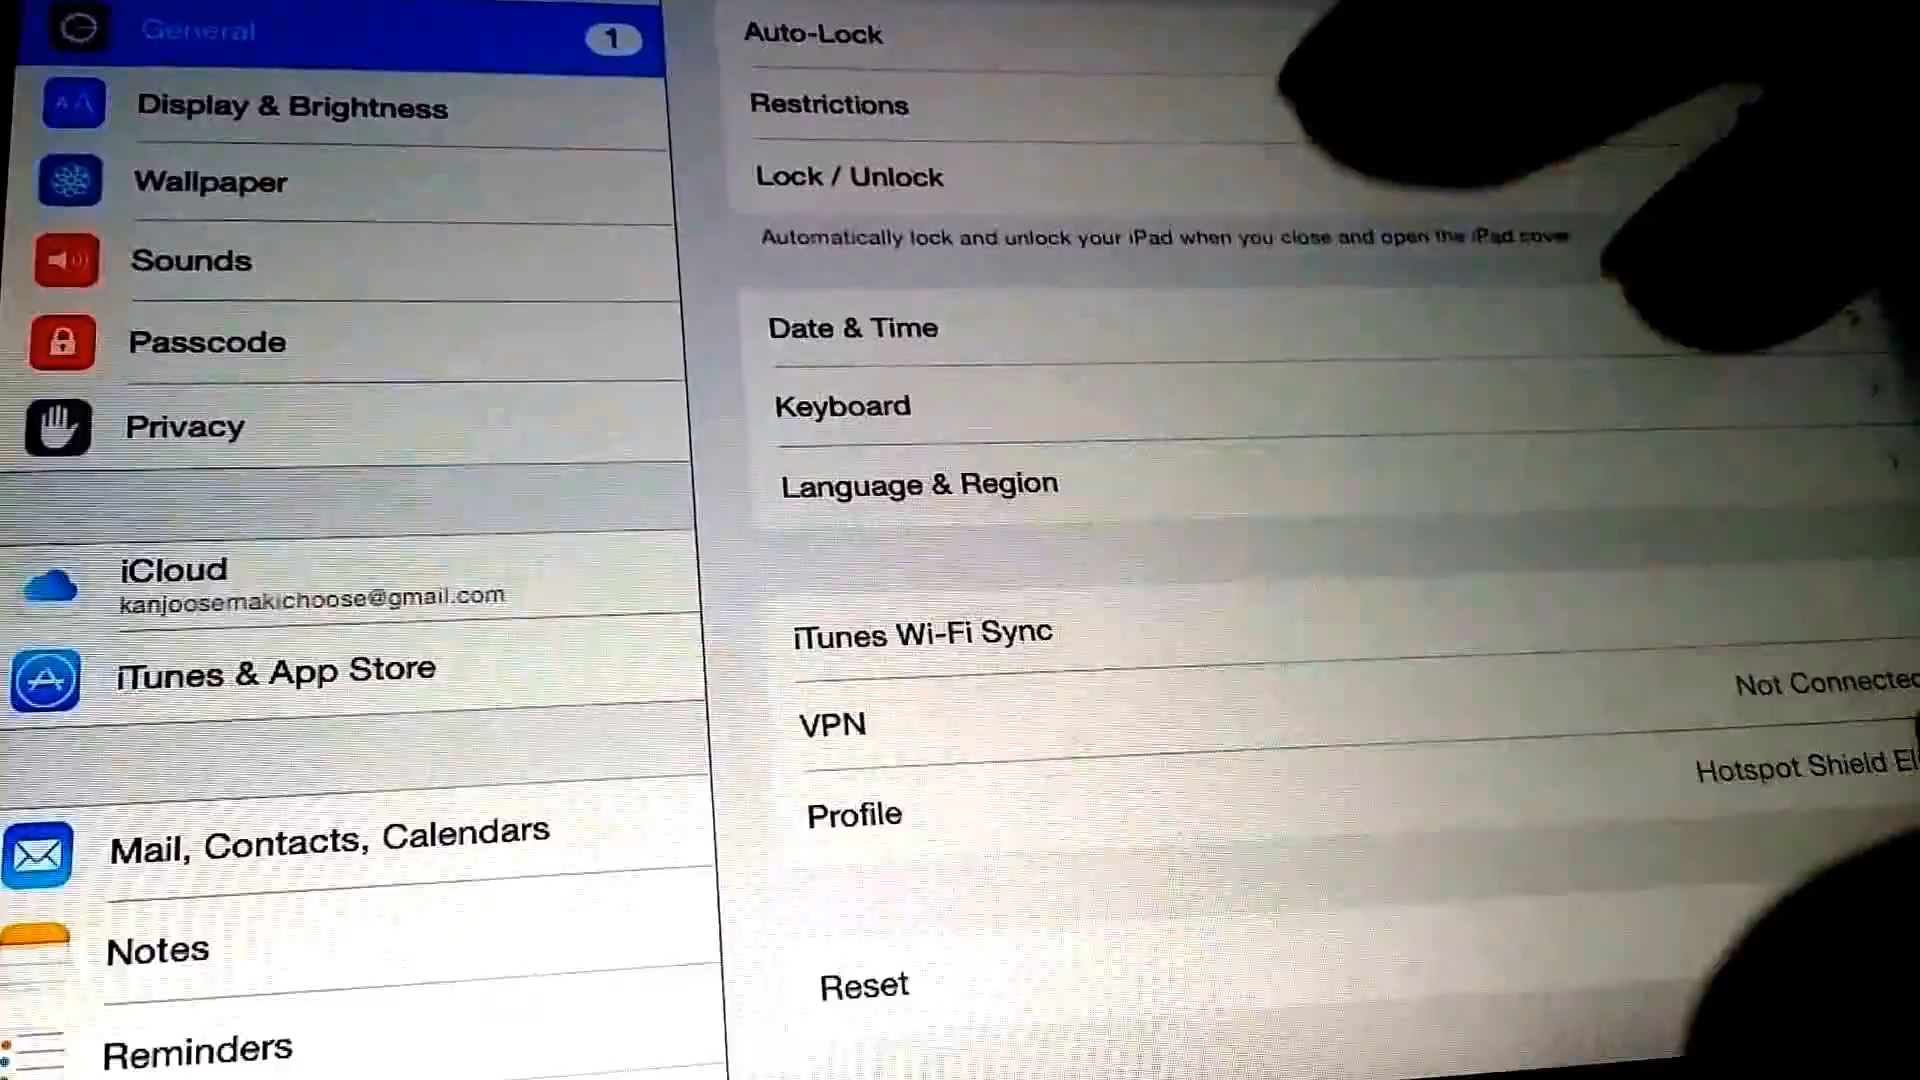 General
1
Display & Brightness
Wallpaper
Sounds
Passcode
Privacy
iCloud
kanjoosemakichoose@gmail.com
iTunes & App Store
Mail, Contacts, Calendars
Notes
Reminders
Auto-Lock
Restrictions
Lock / Unlock
Automatically lock and unlock your iPad when you close and open the iPad cover
Date & Time
Keyboard
Language & Region
iTunes Wi-Fi Sync
VPN
Not Connected
Profile
Hotspot Shield
Reset